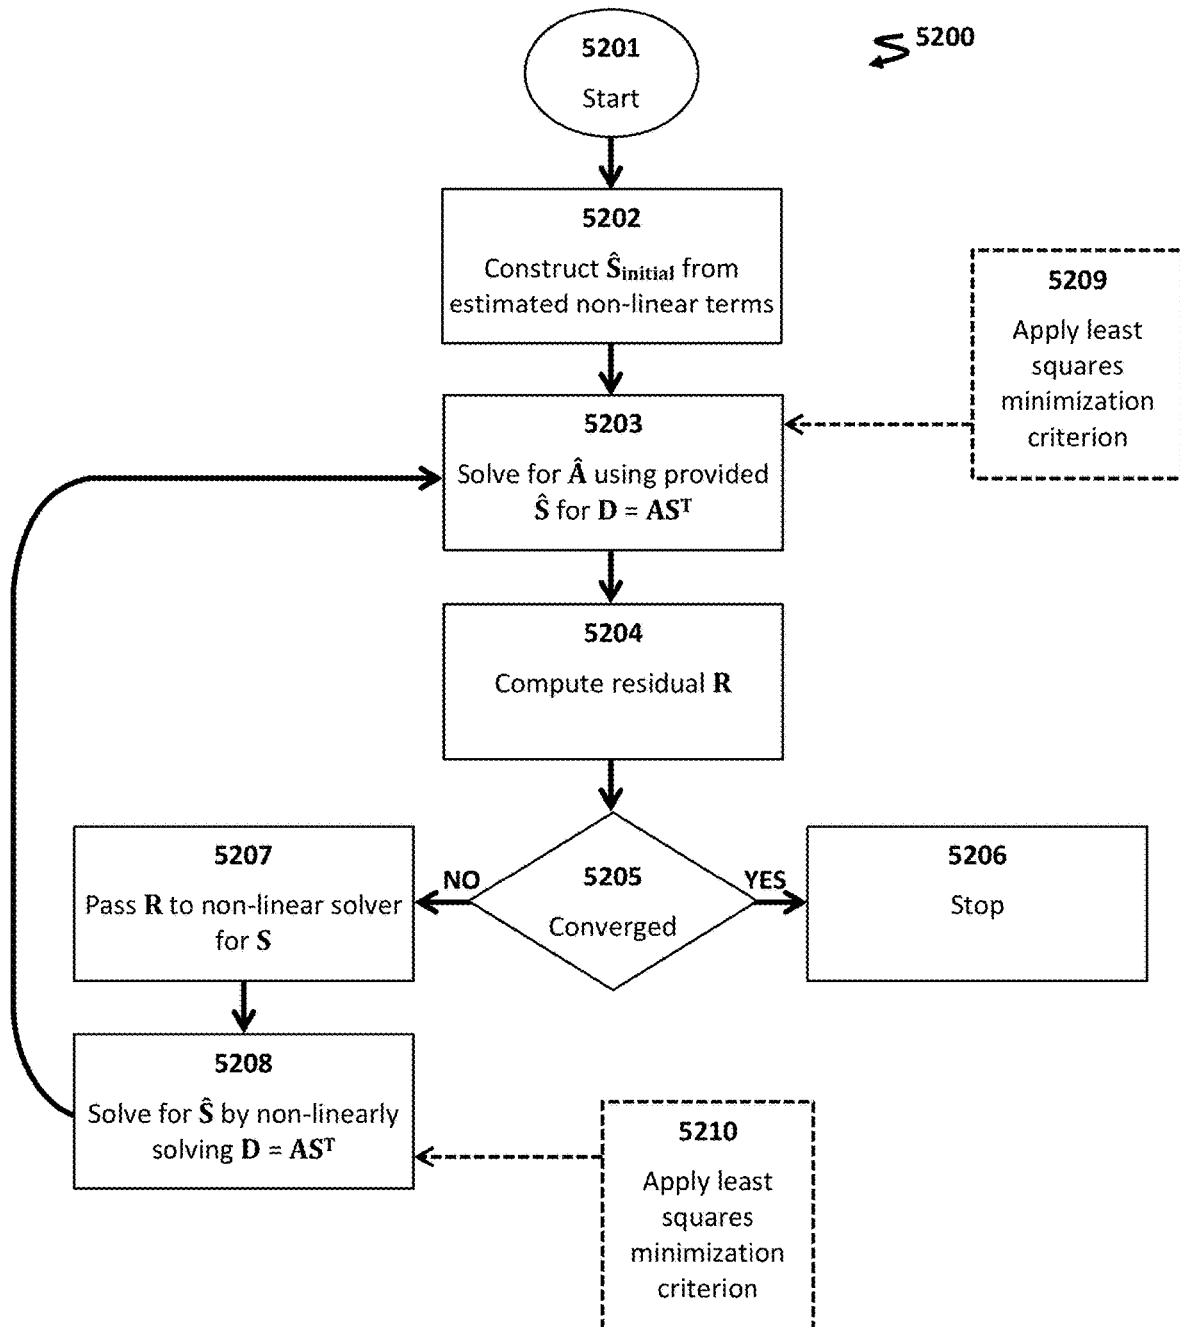 5201
Start
5200
5202
Construct Ŝinitial from
estimated non-linear terms
5209
Apply least
squares
minimization
criterion
5203
Solve for Â using provided
Ŝ for D = ASᵀ
5204
Compute residual R
5207
Pass R to non-linear solver
for S
NO
5205
Converged
YES
5206
Stop
5208
Solve for Ŝ by non-linearly
solving D = ASᵀ
5210
Apply least
squares
minimization
criterion